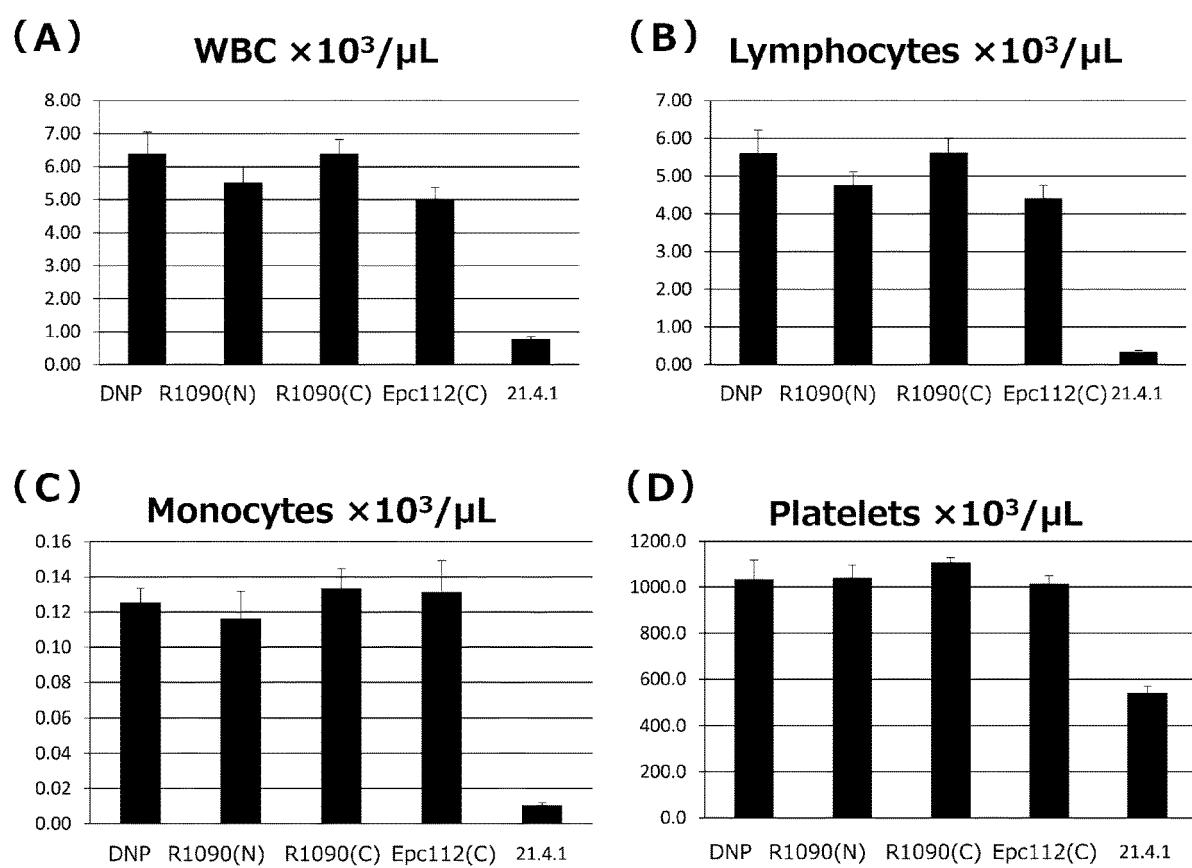 (A)
WBC ×10³/μL
8.00
7.00
6.00
5.00
4.00
3.00
2.00
1.00
0.00
DNP R1090(N) R1090(C) Epc112(C) 21.4.1
(B)
Lymphocytes ×10³/μL
7.00
6.00
5.00
4.00
3.00
2.00
1.00
0.00
DNP R1090(N) R1090(C) Epc112(C) 21.4.1
(C)
Monocytes ×10³/μL
0.16
0.14
0.12
0.10
0.08
0.06
0.04
0.02
0.00
DNP R1090(N) R1090(C) Epc112(C) 21.4.1
(D)
Platelets ×10³/μL
1200.0
1000.0
800.0
600.0
400.0
200.0
0.0
DNP R1090(N) R1090(C) Epc112(C) 21.4.1